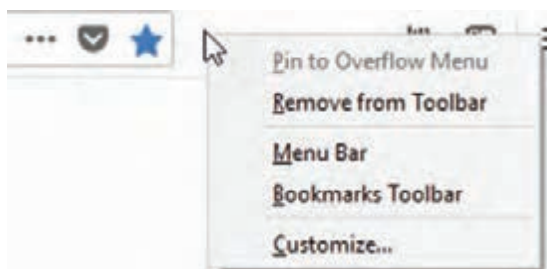 Pin to Overflow Menu
Remove from Toolbar
Menu Bar
Bookmarks Toolbar
Customize...